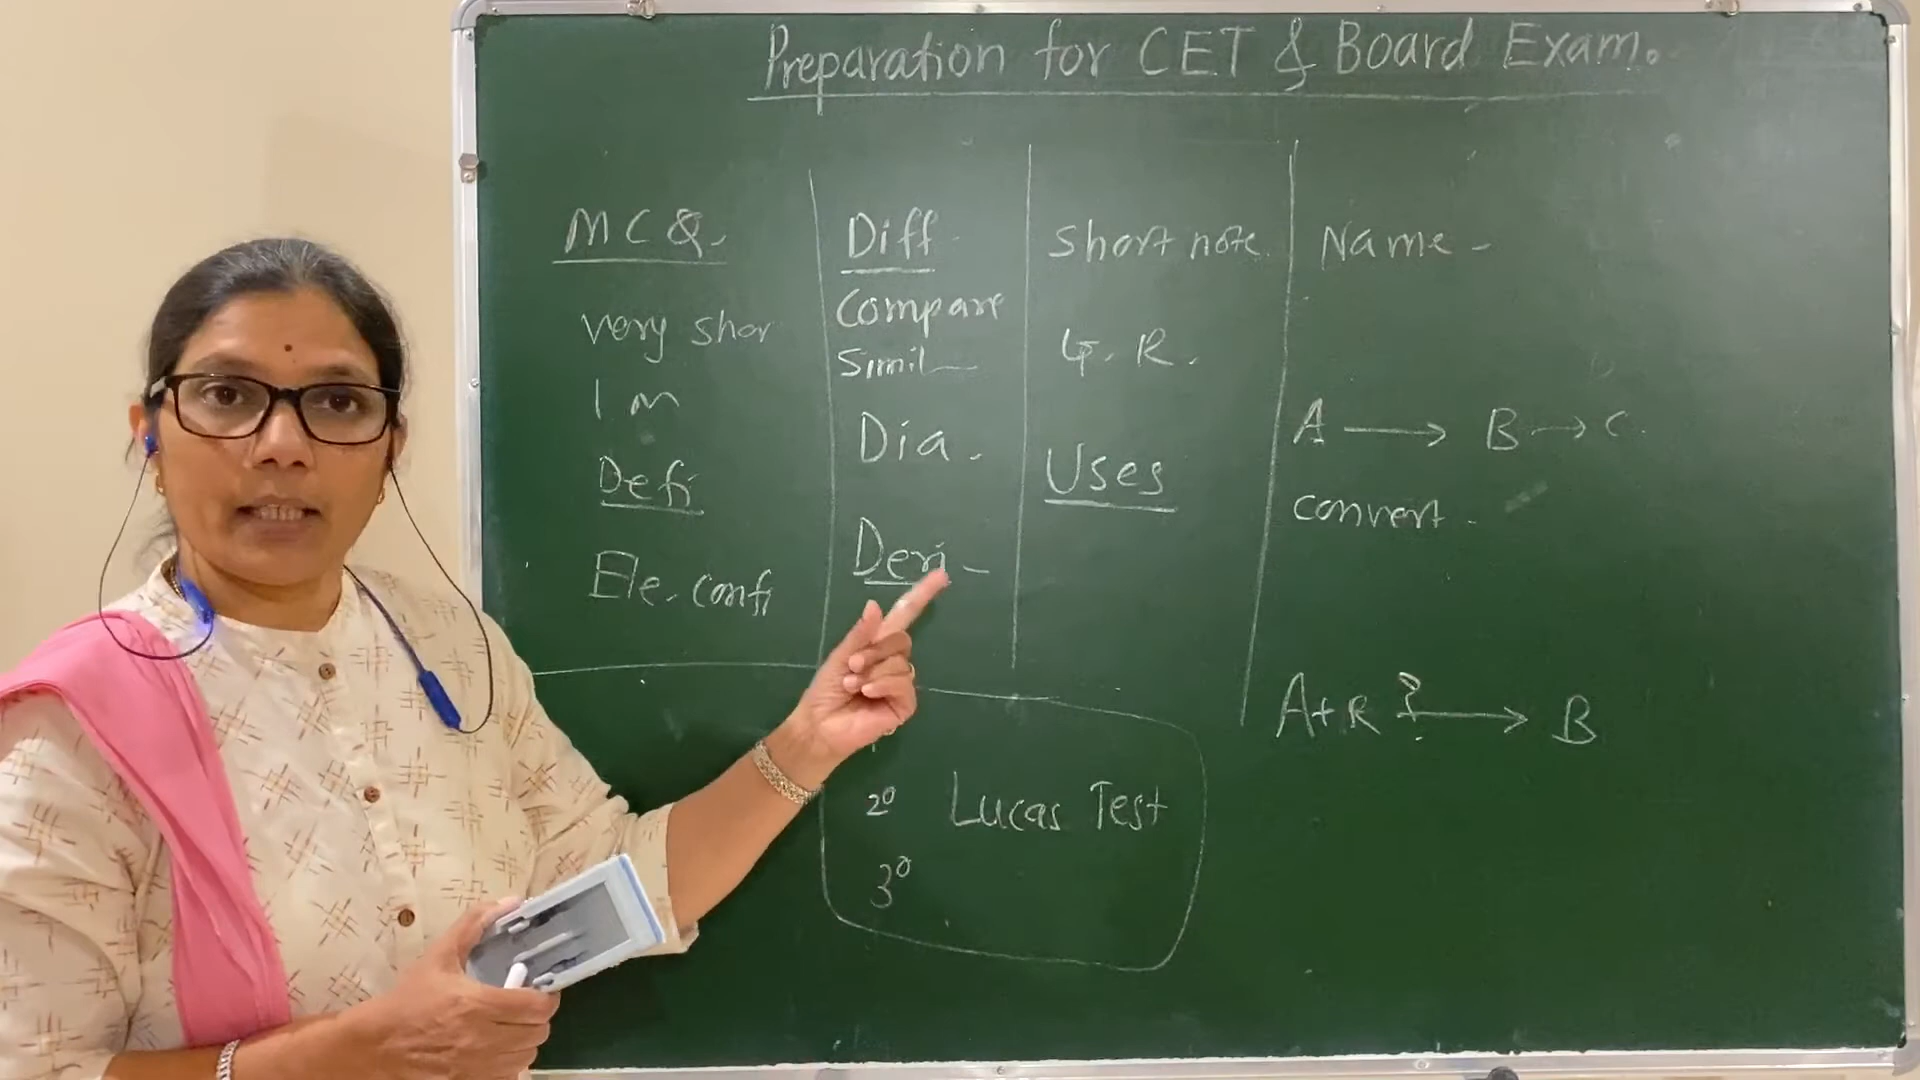 Preparation for CET & Board Exam.
MCQ.
very shor
1 m
Defi
Ele. confi
Diff
Compare
Simil
Dia.
Deri -
Short note
G. R.
Uses
Name -
A → B → C
convert -
A + R ? → B
2° Lucas Test
3°